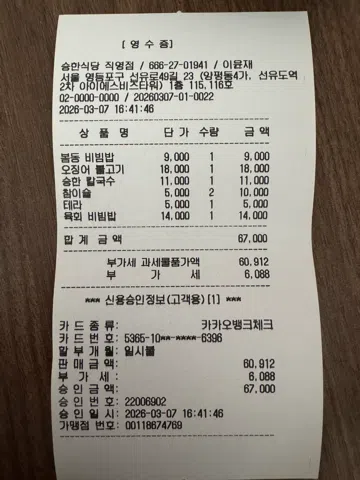 [ 영 수 증 ]
승한식당 직영점 / 666-27-01941 / 이윤재
서울 영등포구 선유로49길 23 (양평동4가, 선유도역
2차 아이에스비즈타워) 1층 115,116호
02-0000-0000 / 20260307-01-0022
2026-03-07 16:41:46
상 품 명 단 가 수량 금 액
봄동 비빔밥 9,000 1 9,000
오징어 불고기 18,000 1 18,000
승한 칼국수 11,000 1 11,000
참이슬 5,000 2 10,000
테라 5,000 1 5,000
육회 비빔밥 14,000 1 14,000
합 계 금 액 67,000
부가세 과세물품가액 60,912
부 가 세 6,088
*** 신용승인정보(고객용) [1] ***
카 드 종 류: 카카오뱅크체크
카 드 번 호: 5365-10**-****-6396
할 부 개 월: 일시불
판 매 금 액: 60,912
부 가 세 : 6,088
승 인 금 액: 67,000
승 인 번 호: 22006902
승 인 일 시: 2026-03-07 16:41:46
가맹점 번호: 00118674769